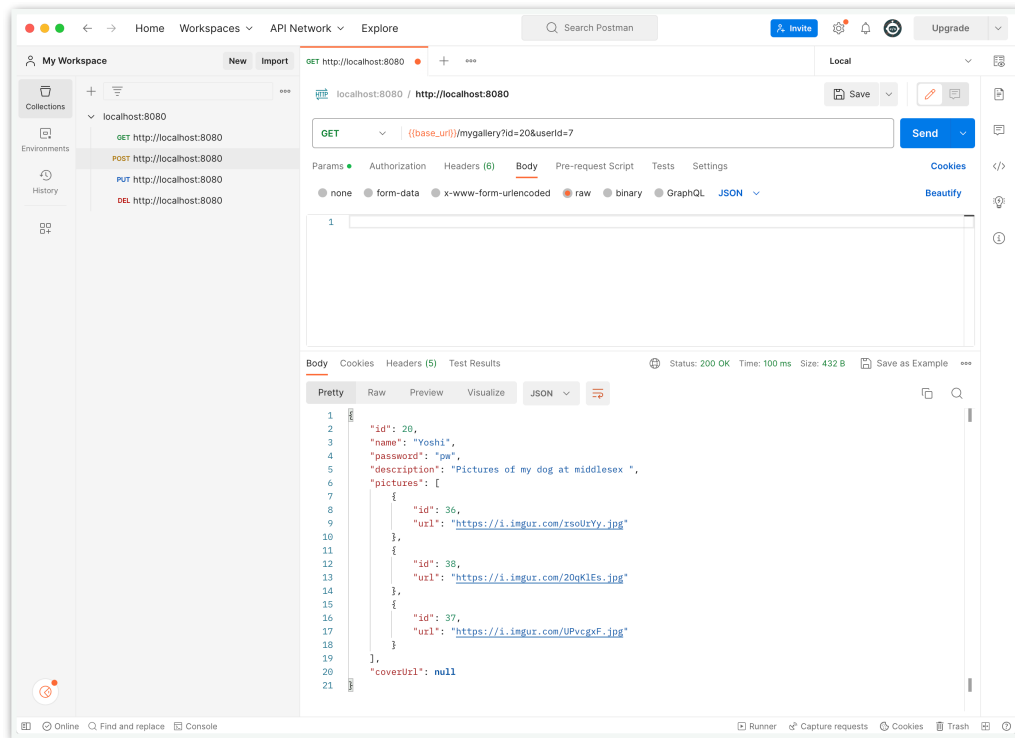 Home Workspaces API Network Explore Search Postman Invite Upgrade
My Workspace New Import GET http://localhost:8080 Local
Collections
Environments
History
localhost:8080
GET http://localhost:8080
POST http://localhost:8080
PUT http://localhost:8080
DEL http://localhost:8080
HTTP localhost:8080 / http://localhost:8080 Save
GET {{base_url}}/mygallery?id=20&userId=7 Send
Params Authorization Headers (6) Body Pre-request Script Tests Settings Cookies
none form-data x-www-form-urlencoded raw binary GraphQL JSON Beautify
1
Body Cookies Headers (5) Test Results Status: 200 OK Time: 100 ms Size: 432 B Save as Example
Pretty Raw Preview Visualize JSON
1 {
2 "id": 20,
3 "name": "Yoshi",
4 "password": "pw",
5 "description": "Pictures of my dog at middlesex ",
6 "pictures": [
7 {
8 "id": 36,
9 "url": "https://i.imgur.com/rsoUrYy.jpg"
10 },
11 {
12 "id": 38,
13 "url": "https://i.imgur.com/2OqKlEs.jpg"
14 },
15 {
16 "id": 37,
17 "url": "https://i.imgur.com/UPvcgxF.jpg"
18 }
19 ],
20 "coverUrl": null
21 }
Online Find and replace Console Runner Capture requests Cookies Trash